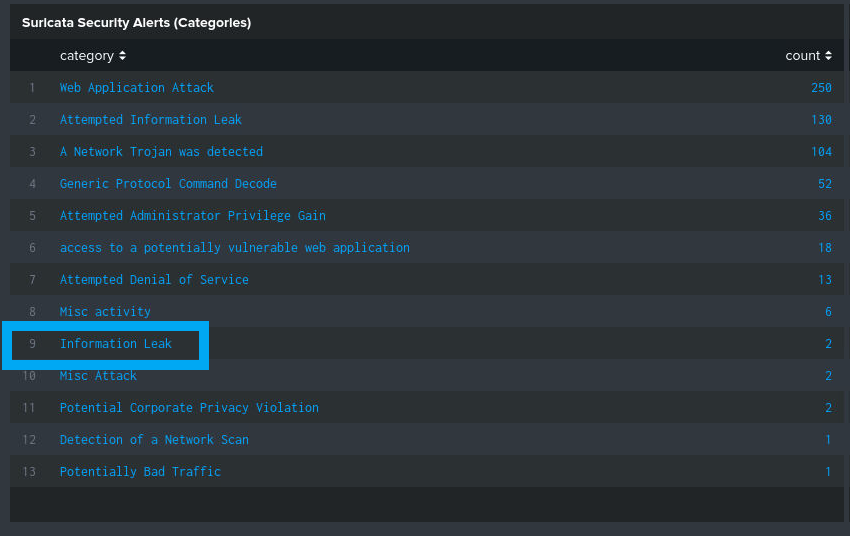 Suricata Security Alerts (Categories)
category count
1 Web Application Attack 250
2 Attempted Information Leak 130
3 A Network Trojan was detected 104
4 Generic Protocol Command Decode 52
5 Attempted Administrator Privilege Gain 36
6 access to a potentially vulnerable web application 18
7 Attempted Denial of Service 13
8 Misc activity 6
9 Information Leak 2
10 Misc Attack 2
11 Potential Corporate Privacy Violation 2
12 Detection of a Network Scan 1
13 Potentially Bad Traffic 1